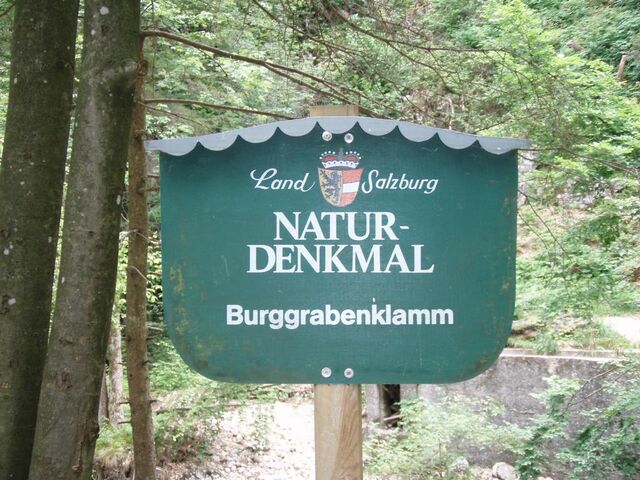 Land Salzburg
NATUR-
DENKMAL
Burggrabenklamm